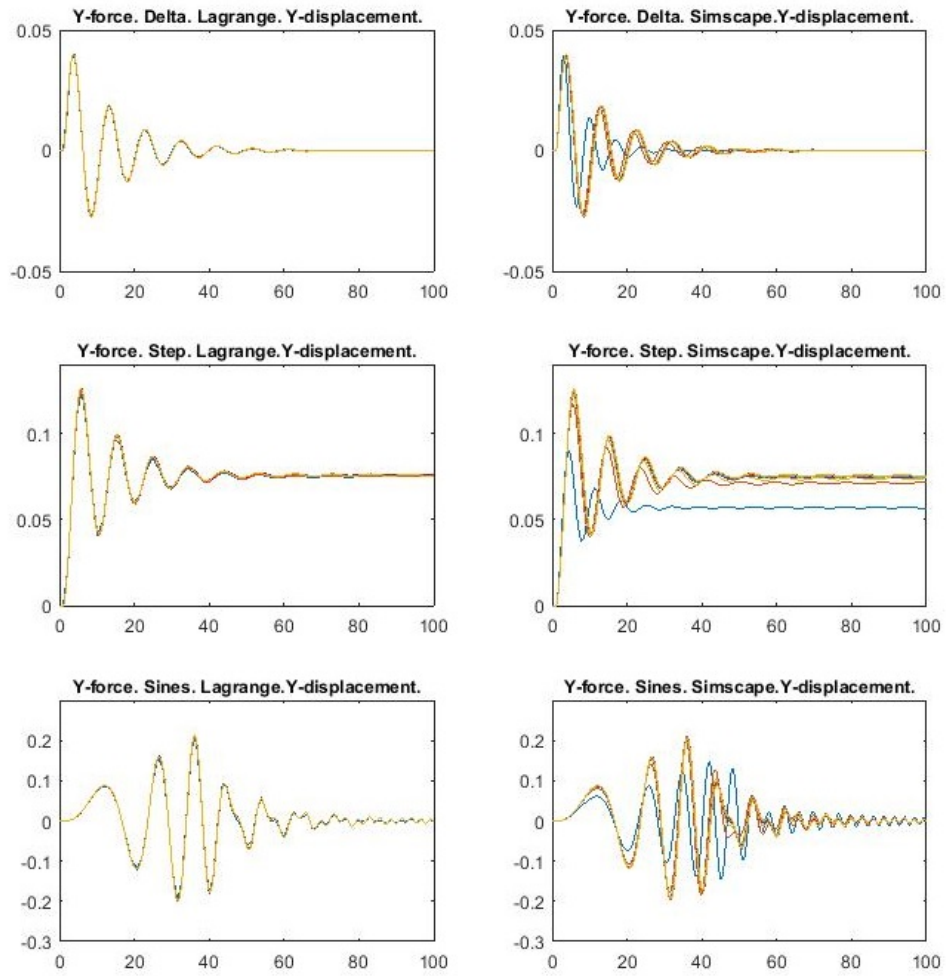 Y-force. Delta. Lagrange.Y-displacement.
0.05
0
-0.05
0 20 40 60 80 100
Y-force. Delta. Simscape.Y-displacement.
0.05
0
-0.05
0 20 40 60 80 100
Y-force. Step. Lagrange.Y-displacement.
0.1
0.05
0
0 20 40 60 80 100
Y-force. Step. Simscape.Y-displacement.
0.1
0.05
0
0 20 40 60 80 100
Y-force. Sines. Lagrange.Y-displacement.
0.2
0.1
0
-0.1
-0.2
-0.3
0 20 40 60 80 100
Y-force. Sines. Simscape.Y-displacement.
0.2
0.1
0
-0.1
-0.2
-0.3
0 20 40 60 80 100